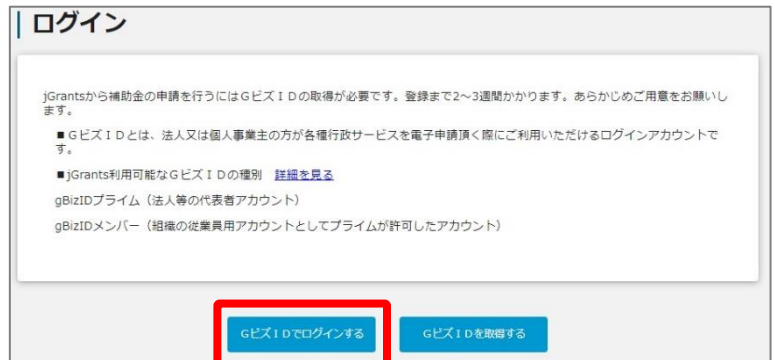 ログイン
jGrantsから補助金の申請を行うにはGビズIDの取得が必要です。登録まで2～3週間かかります。あらかじめご用意をお願いし
ます。
■GビズIDとは、法人又は個人事業主の方が各種行政サービスを電子申請頂く際にご利用いただけるログインアカウントで
す。
■jGrants利用可能なGビズIDの種別 詳細を見る
gBizIDプライム（法人等の代表者アカウント）
gBizIDメンバー（組織の従業員用アカウントとしてプライムが許可したアカウント）
GビズIDでログインする GビズIDを取得する